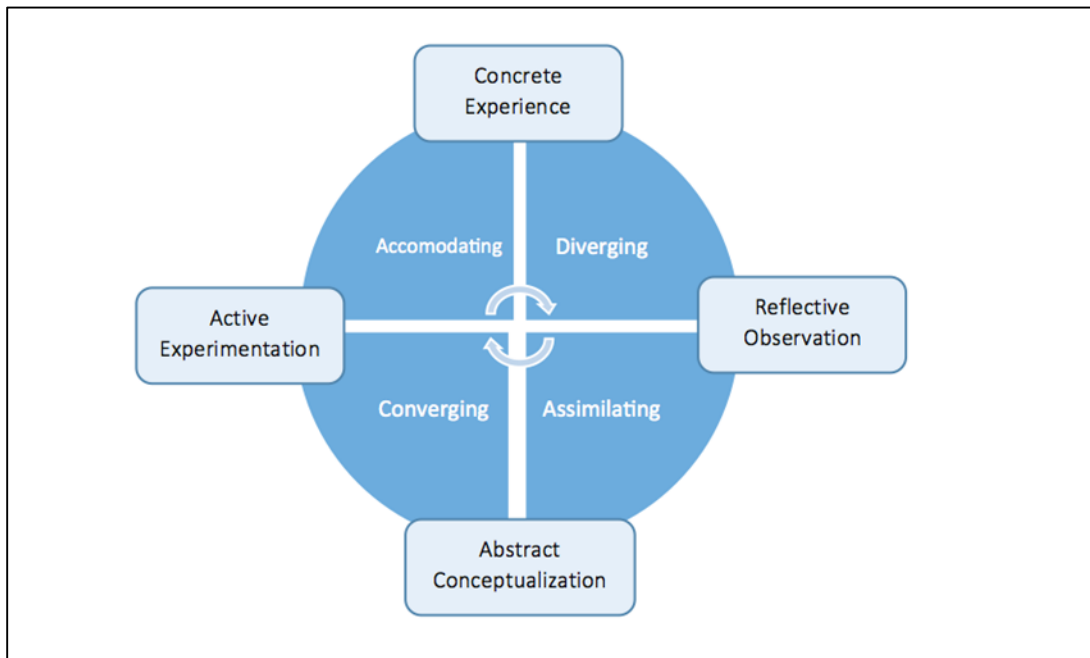 Concrete
Experience
Accomodating
Diverging
Active
Experimentation
Reflective
Observation
Converging
Assimilating
Abstract
Conceptualization